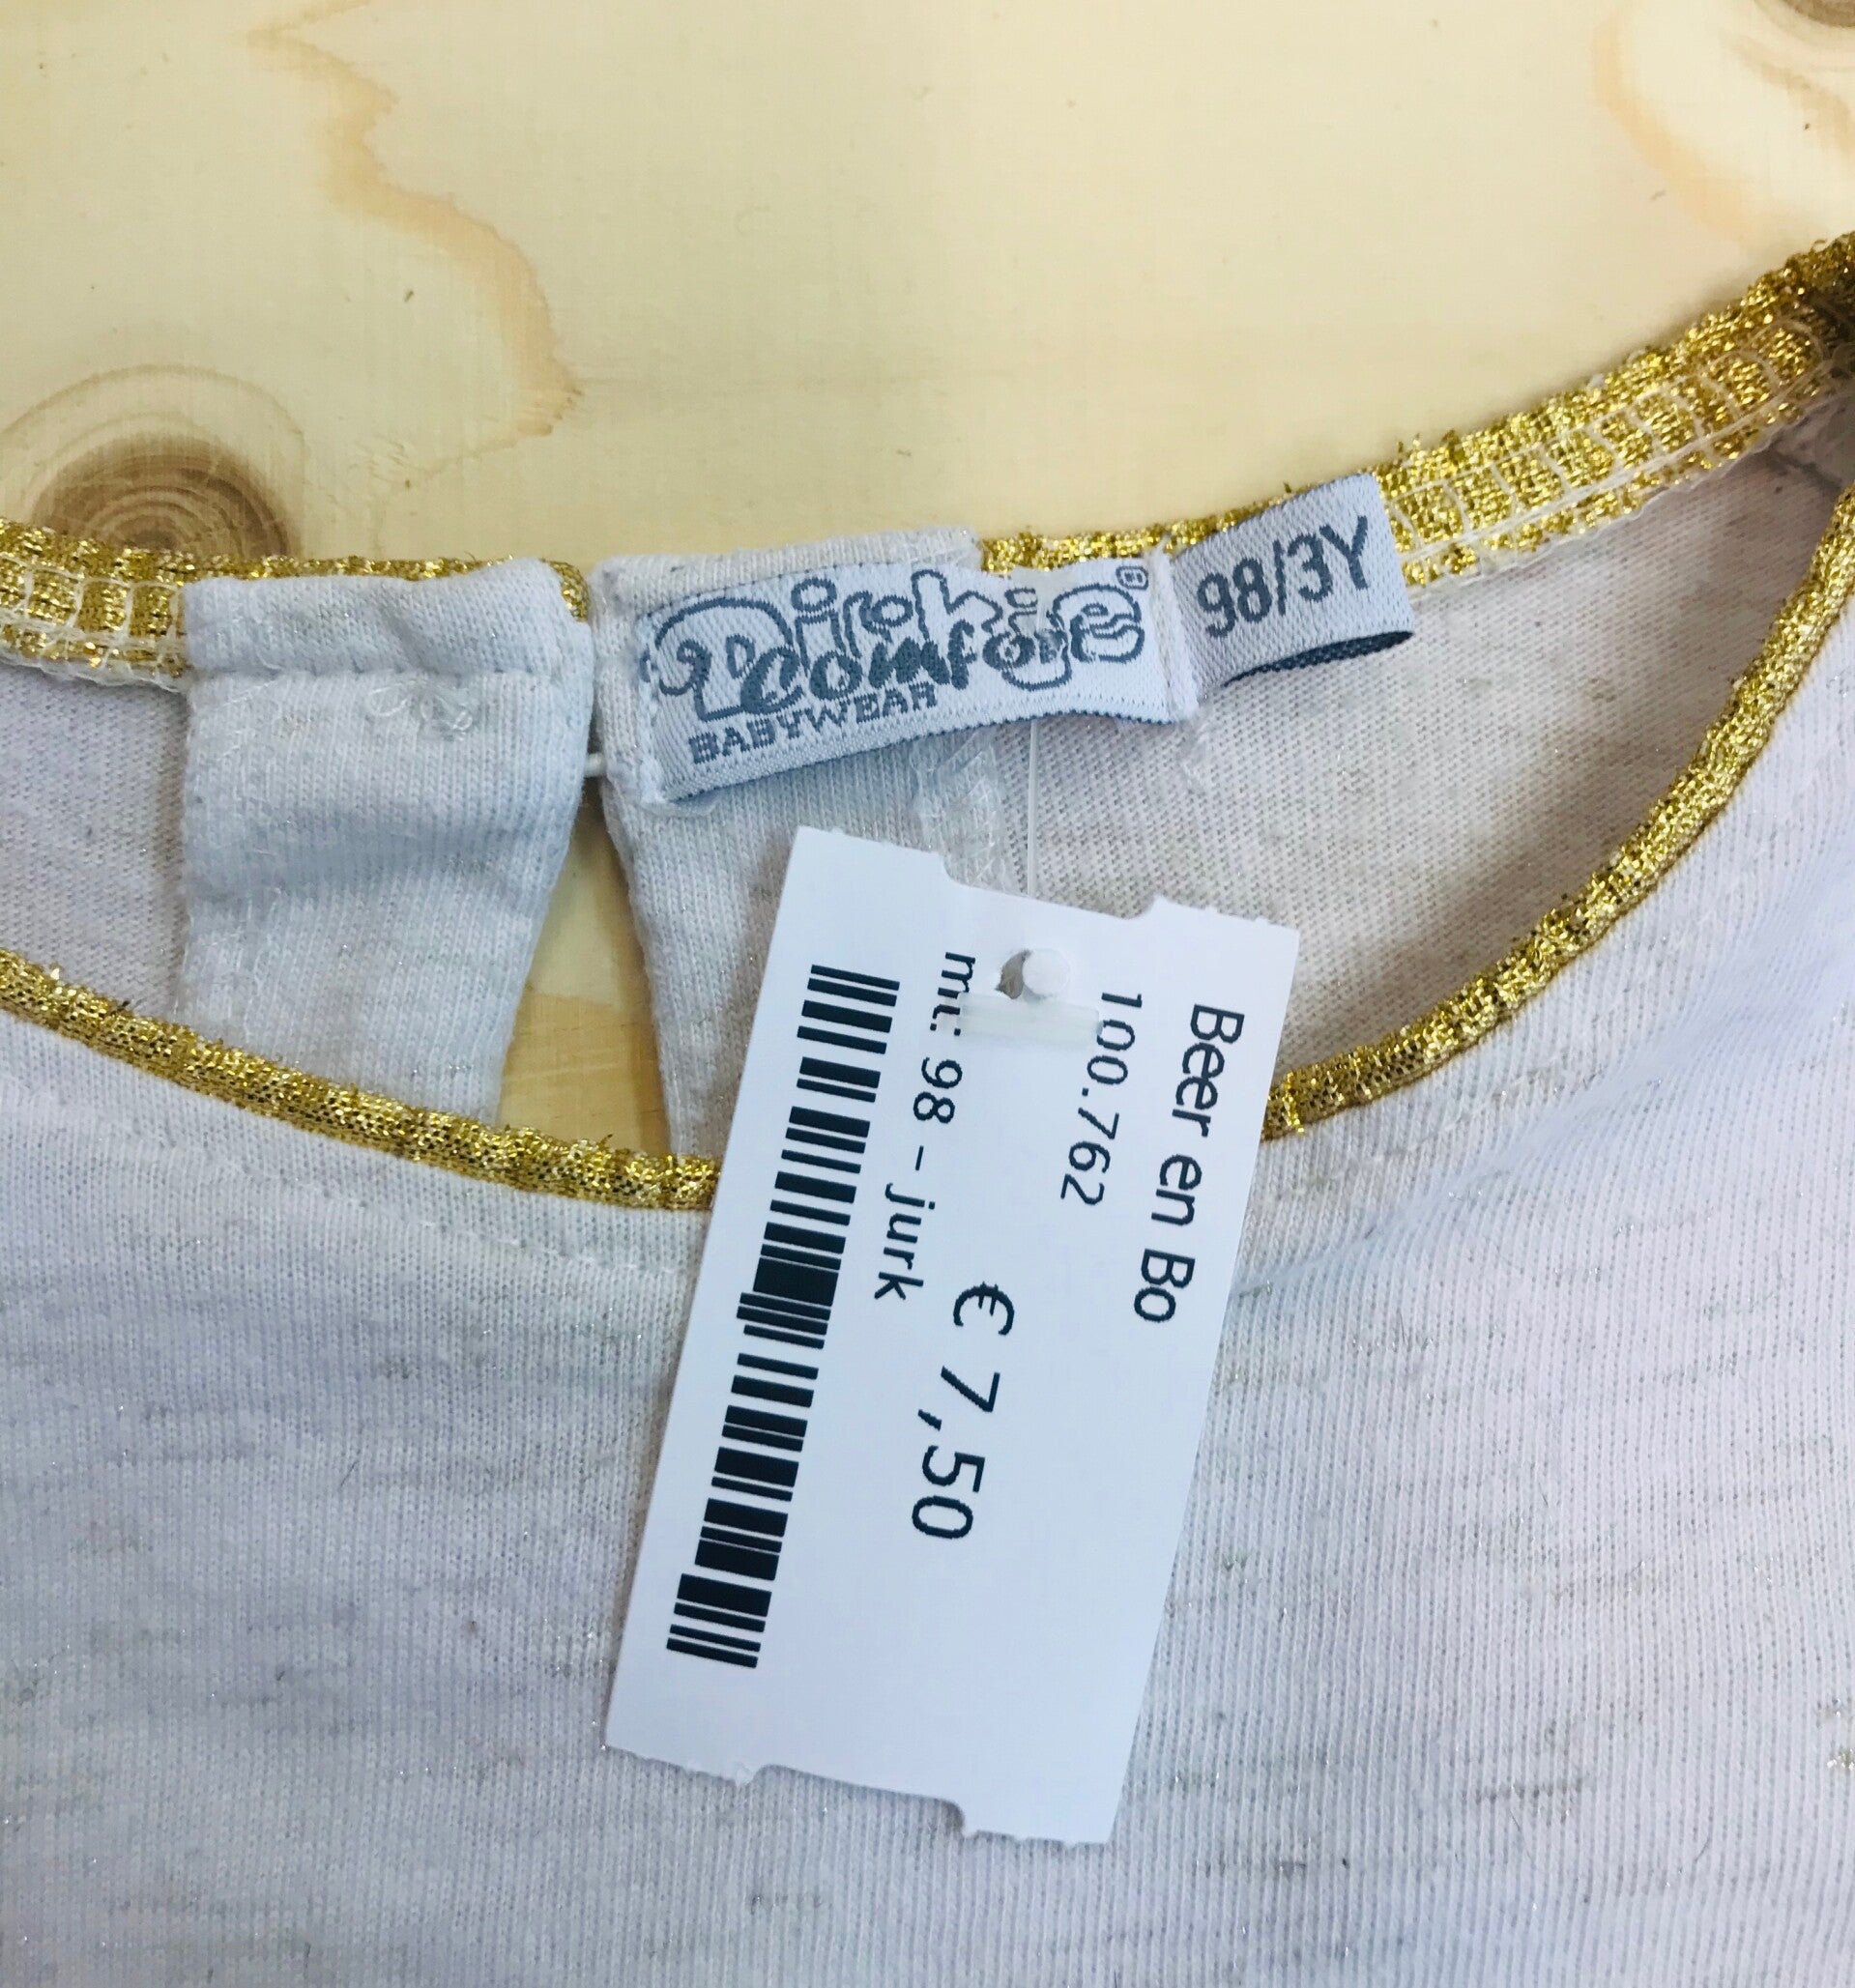 Dirkje®
Comfort
BABYWEAR
98/3Y
Beer en Bo
100.762
€ 7,50
mt: 98 - jurk